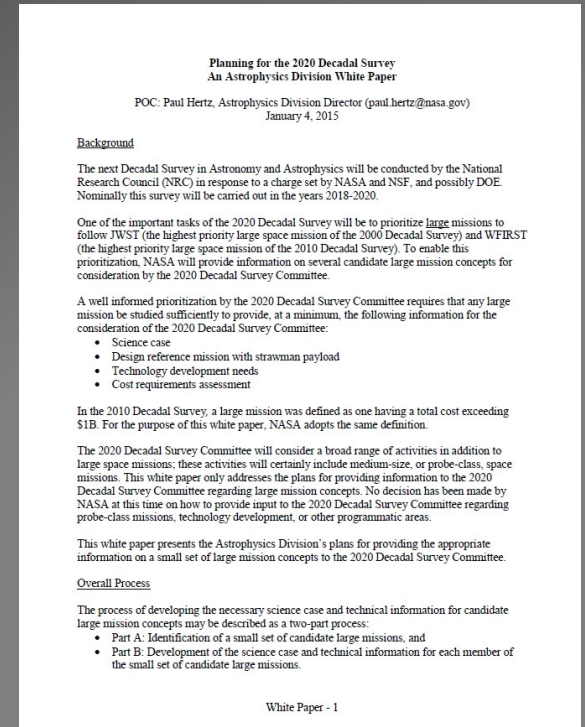 Planning for the 2020 Decadal Survey
An Astrophysics Division White Paper
POC: Paul Hertz, Astrophysics Division Director (paul.hertz@nasa.gov)
January 4, 2015
Background
The next Decadal Survey in Astronomy and Astrophysics will be conducted by the National
Research Council (NRC) in response to a charge set by NASA and NSF, and possibly DOE.
Nominally this survey will be carried out in the years 2018-2020.
One of the important tasks of the 2020 Decadal Survey will be to prioritize large missions to
follow JWST (the highest priority large space mission of the 2000 Decadal Survey) and WFIRST
(the highest priority large space mission of the 2010 Decadal Survey). To enable this
prioritization, NASA will provide information on several candidate large mission concepts for
consideration by the 2020 Decadal Survey Committee.
A well informed prioritization by the 2020 Decadal Survey Committee requires that any large
mission be studied sufficiently to provide, at a minimum, the following information for the
consideration of the 2020 Decadal Survey Committee:
• Science case
• Design reference mission with strawman payload
• Technology development needs
• Cost requirements assessment
In the 2010 Decadal Survey, a large mission was defined as one having a total cost exceeding
$1B. For the purpose of this white paper, NASA adopts the same definition.
The 2020 Decadal Survey Committee will consider a broad range of activities in addition to
large space missions; these activities will certainly include medium-size, or probe-class, space
missions. This white paper only addresses the plans for providing information to the 2020
Decadal Survey Committee regarding large mission concepts. No decision has been made by
NASA at this time on how to provide input to the 2020 Decadal Survey Committee regarding
probe-class missions, technology development, or other programmatic areas.
This white paper presents the Astrophysics Division's plans for providing the appropriate
information on a small set of large mission concepts to the 2020 Decadal Survey Committee.
Overall Process
The process of developing the necessary science case and technical information for candidate
large mission concepts may be described as a two-part process:
• Part A: Identification of a small set of candidate large missions, and
• Part B: Development of the science case and technical information for each member of
the small set of candidate large missions.
White Paper - 1